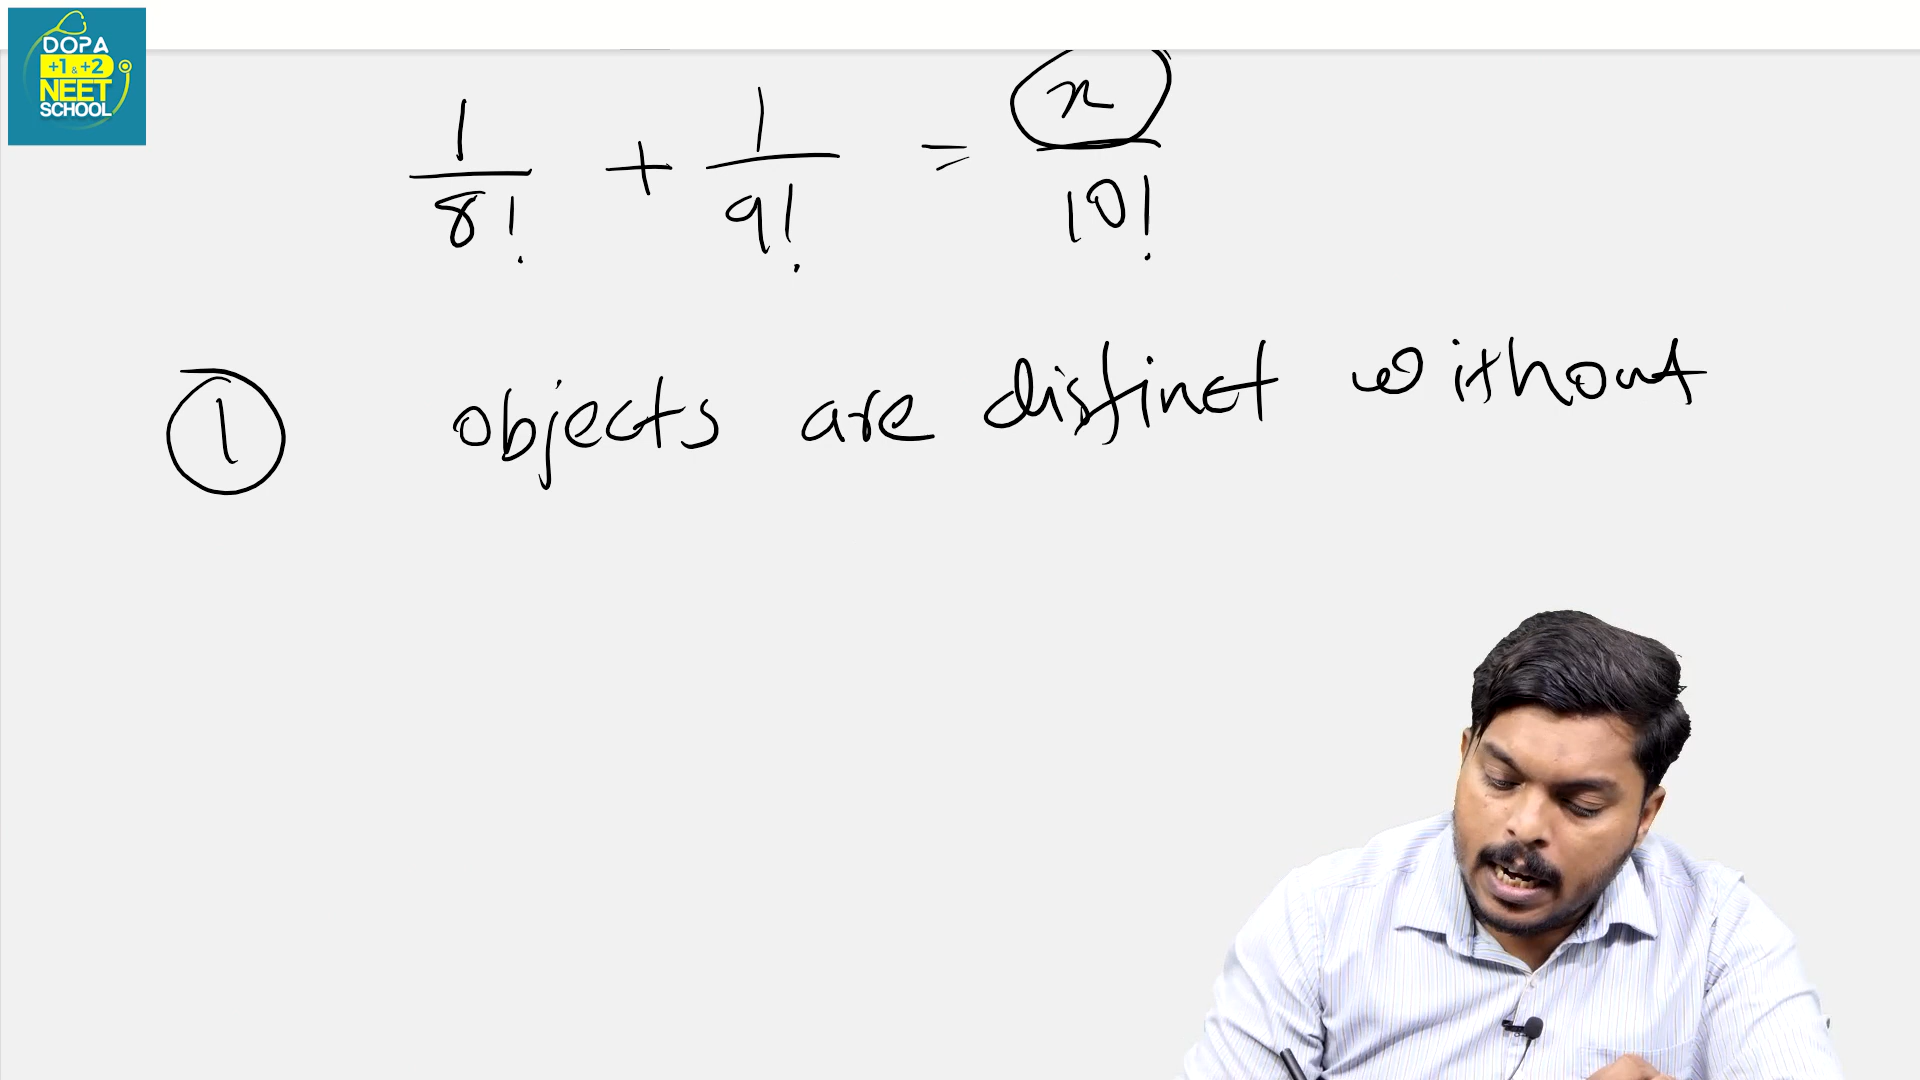 DOPA
+1 & +2
NEET
SCHOOL
1/8! + 1/9! = x/10!
① objects are distinct without